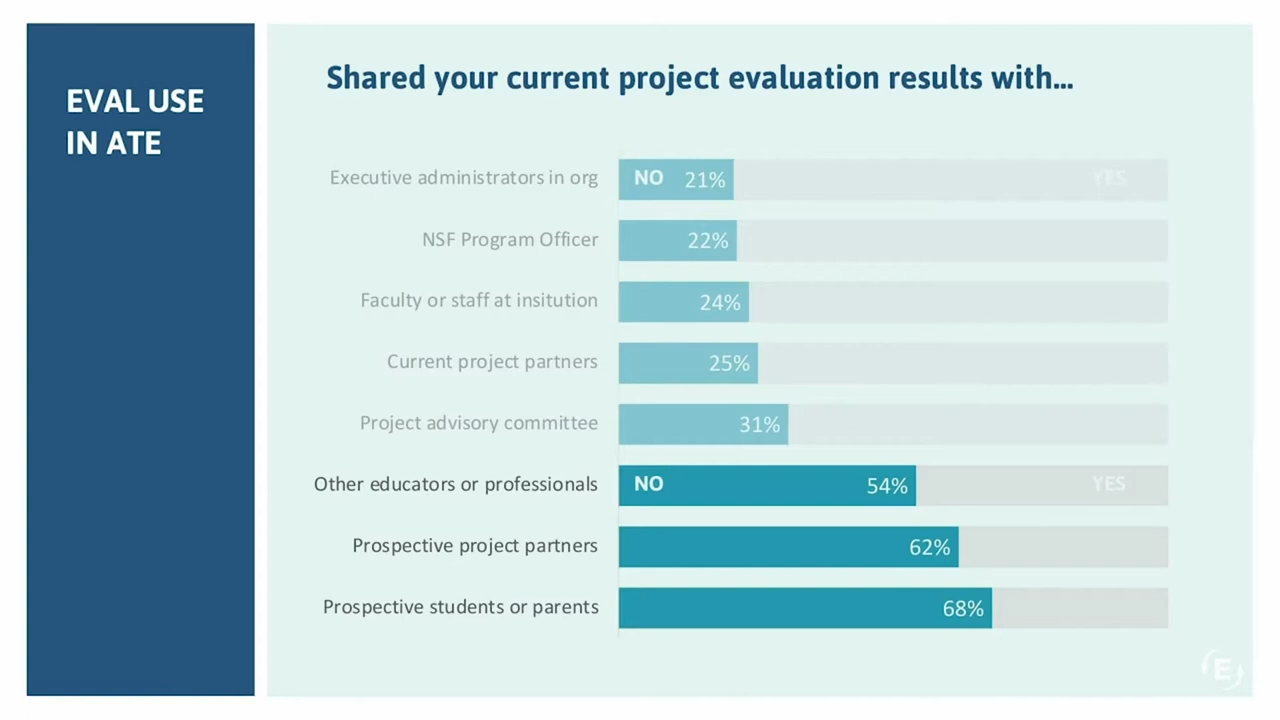 EVAL USE
IN ATE
Shared your current project evaluation results with...
Executive administrators in org NO 21% YES
NSF Program Officer 22%
Faculty or staff at insitution 24%
Current project partners 25%
Project advisory committee 31%
Other educators or professionals NO 54% YES
Prospective project partners 62%
Prospective students or parents 68%
E